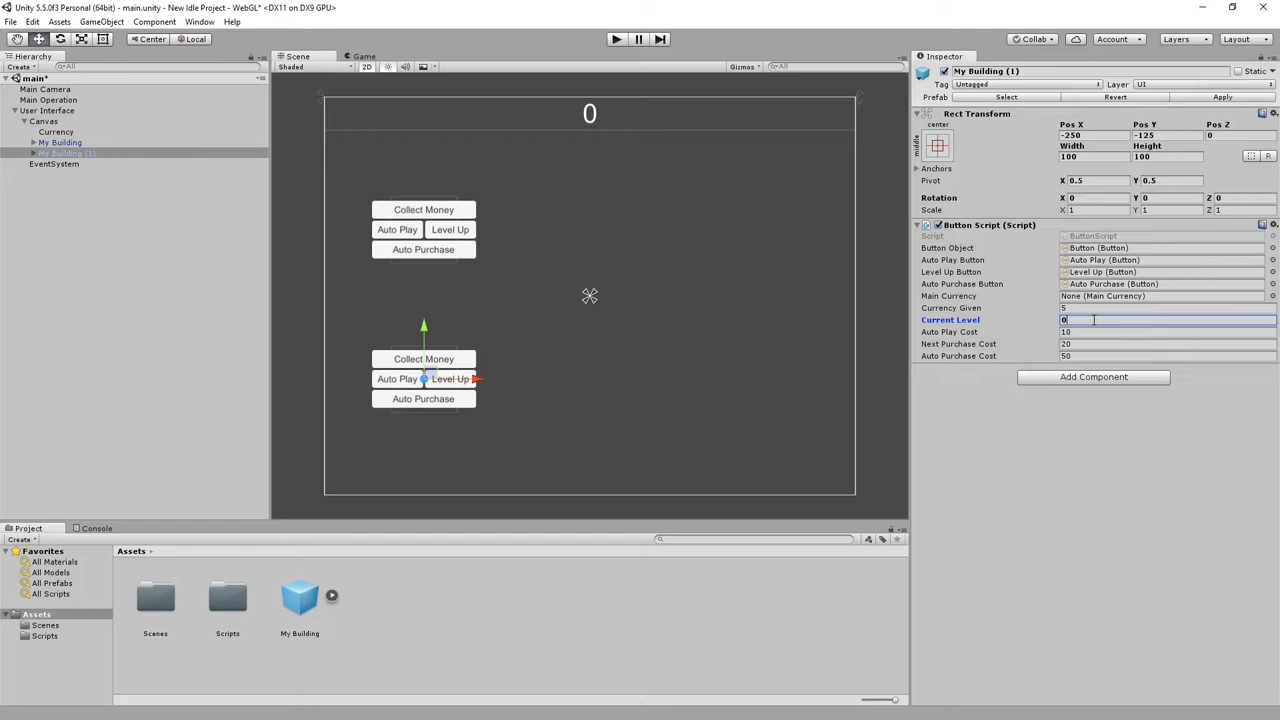 Unity 5.5.0f3 Personal (64bit) - main.unity - New Idle Project - WebGL* <DX11 on DX9 GPU>
File Edit Assets GameObject Component Window Help
Center Local Collab Account Layers Layout
Hierarchy
Create All
main*
Main Camera
Main Operation
User Interface
Canvas
Currency
My Building
My Building (1)
EventSystem
Scene Game
Shaded 2D Gizmos All
0
Collect Money
Auto Play Level Up
Auto Purchase
Collect Money
Auto Play Level Up
Auto Purchase
Inspector
My Building (1) Static
Tag Untagged Layer UI
Prefab Select Revert Apply
Rect Transform
center Pos X Pos Y Pos Z
middle -250 -125 0
Width Height
100 100 R
Anchors
Pivot X 0.5 Y 0.5
Rotation X 0 Y 0 Z 0
Scale X 1 Y 1 Z 1
Button Script (Script)
Script ButtonScript
Button Object Button (Button)
Auto Play Button Auto Play (Button)
Level Up Button Level Up (Button)
Auto Purchase Button Auto Purchase (Button)
Main Currency None (Main Currency)
Currency Given 5
Current Level 0
Auto Play Cost 10
Next Purchase Cost 20
Auto Purchase Cost 50
Add Component
Project Console
Create
Favorites
All Materials
All Models
All Prefabs
All Scripts
Assets
Scenes
Scripts
Assets
Scenes Scripts My Building